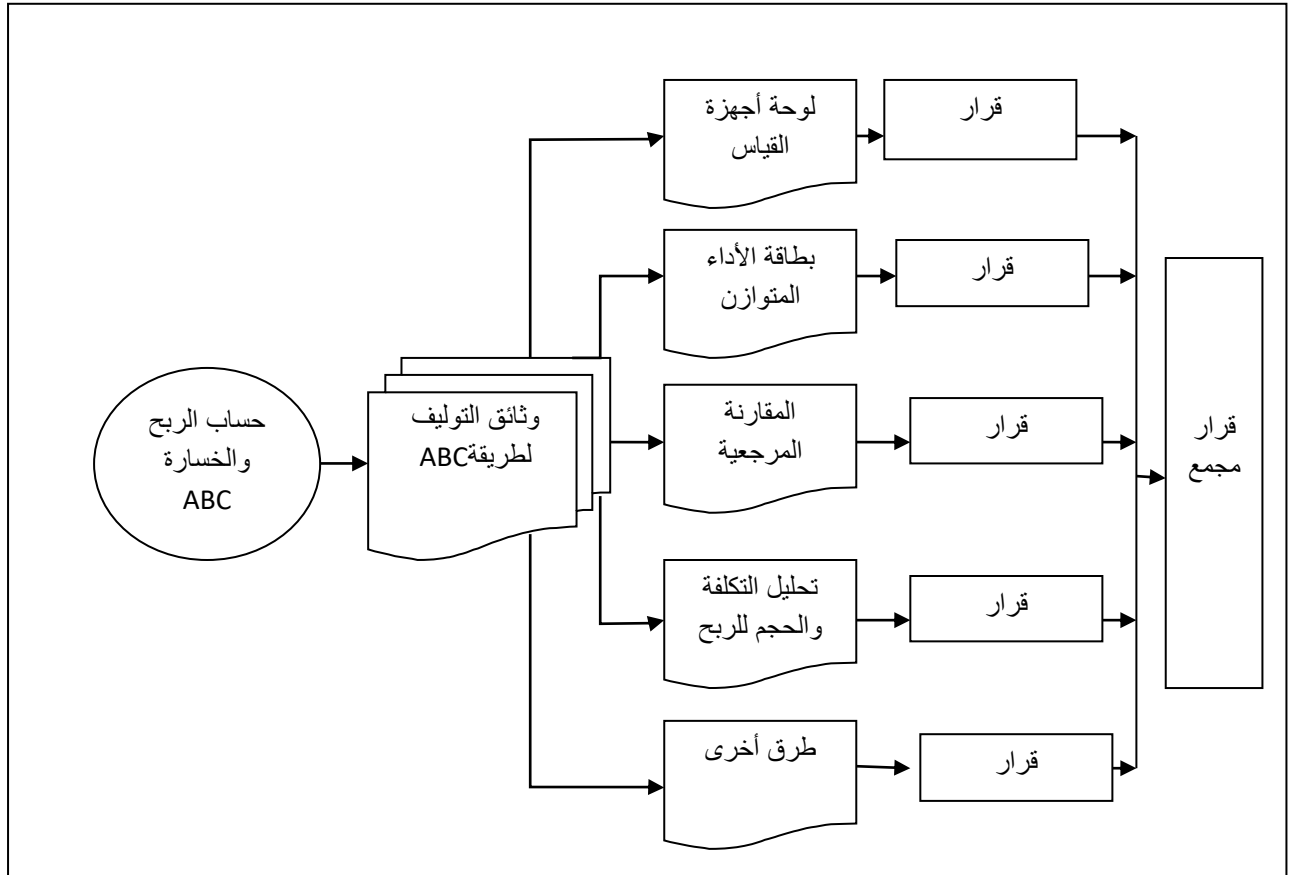 لوحة أجهزة
القياس
قرار
بطاقة الأداء
المتوازن
قرار
حساب الربح
والخسارة
ABC
وثائق التوليف
لطريقةABC
المقارنة
المرجعية
قرار
قرار
مجمع
تحليل التكلفة
والحجم للربح
قرار
طرق أخرى
قرار